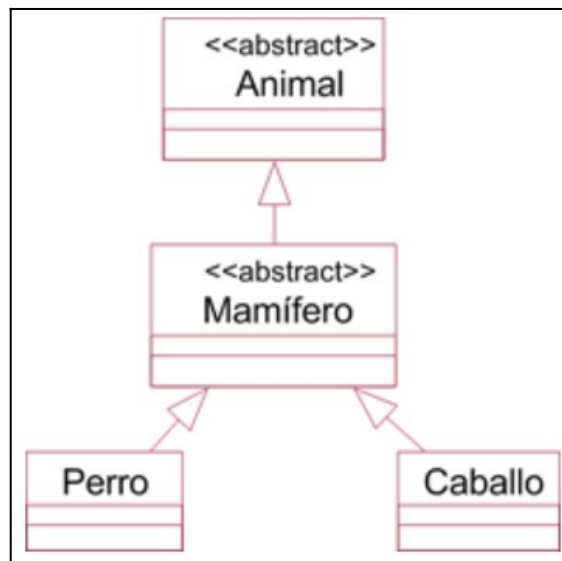 <<abstract>>
Animal
<<abstract>>
Mamífero
Perro
Caballo